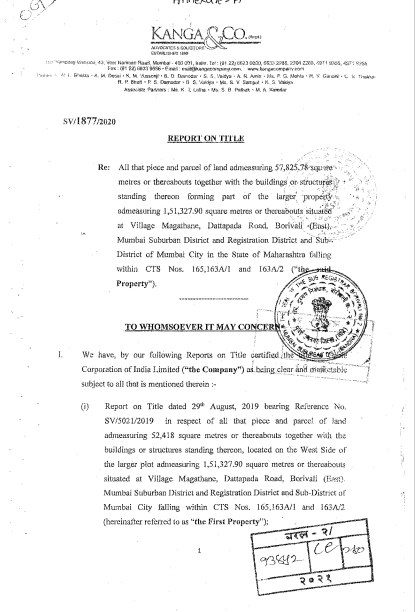 KANGA & CO. (Regd.)
ADVOCATES & SOLICITORS
ESTABLISHED 1890
SV/1877/2020
REPORT ON TITLE
Re: All that piece and parcel of land admeasuring 57,825.78 square
metres or thereabouts together with the buildings or structures
standing thereon forming part of the larger property
admeasuring 1,51,327.90 square metres or thereabouts situated
at Village Magathane, Dattapada Road, Borivali (East),
Mumbai Suburban District and Registration District and Sub-
District of Mumbai City in the State of Maharashtra falling
within CTS Nos. 165,163A/1 and 163A/2 ("the said
Property").
TO WHOMSOEVER IT MAY CONCERN
I. We have, by our following Reports on Title certified the
Corporation of India Limited ("the Company") as being clear and marketable
subject to all that is mentioned therein :-
(i) Report on Title dated 29th August, 2019 bearing Reference No.
SV/5021/2019 in respect of all that piece and parcel of land
admeasuring 52,418 square metres or thereabouts together with the
buildings or structures standing thereon, located on the West Side of
the larger plot admeasuring 1,51,327.90 square metres or thereabouts
situated at Village Magathane, Dattapada Road, Borivali (East).
Mumbai Suburban District and Registration District and Sub-District of
Mumbai City falling within CTS Nos. 165,163A/1 and 163A/2
(hereinafter referred to as "the First Property");
1
बरल - २/
२०२१